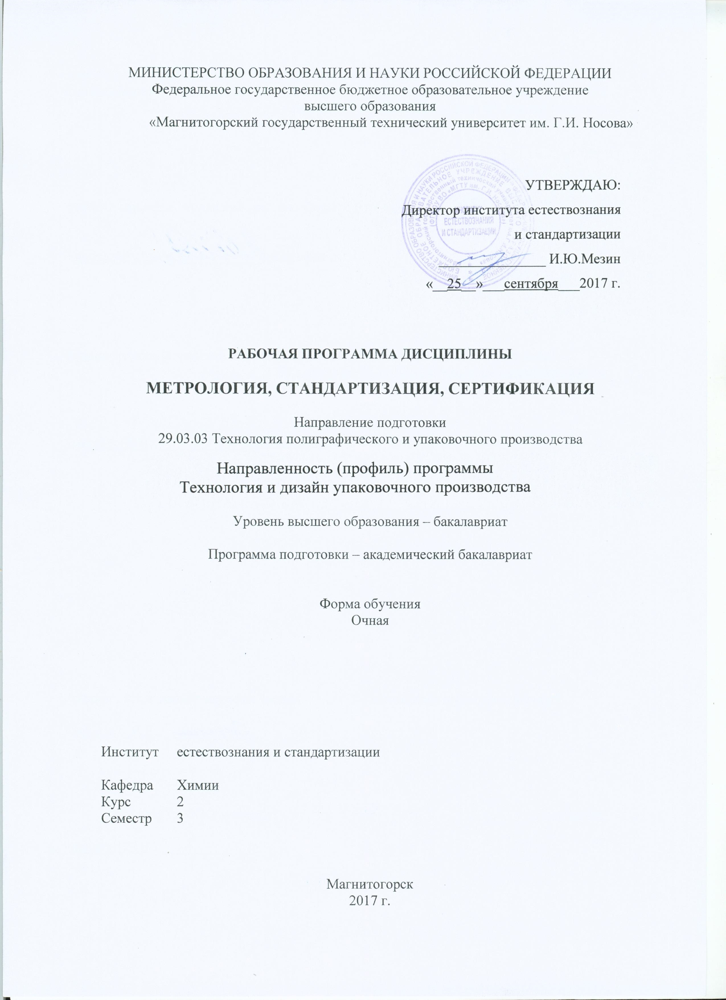 МИНИСТЕРСТВО ОБРАЗОВАНИЯ И НАУКИ РОССИЙСКОЙ ФЕДЕРАЦИИ
Федеральное государственное бюджетное образовательное учреждение
высшего образования
«Магнитогорский государственный технический университет им. Г.И. Носова»
УТВЕРЖДАЮ:
Директор института естествознания
и стандартизации
И.Ю.Мезин
«__25__»___сентября___2017 г.
ЕСТЕСТВОЗНАНИЯ
И СТАНДАРТИЗАЦИИ
РАБОЧАЯ ПРОГРАММА ДИСЦИПЛИНЫ
МЕТРОЛОГИЯ, СТАНДАРТИЗАЦИЯ, СЕРТИФИКАЦИЯ
Направление подготовки
29.03.03 Технология полиграфического и упаковочного производства
Направленность (профиль) программы
Технология и дизайн упаковочного производства
Уровень высшего образования – бакалавриат
Программа подготовки – академический бакалавриат
Форма обучения
Очная
Институт естествознания и стандартизации
Кафедра Химии
Курс 2
Семестр 3
Магнитогорск
2017 г.